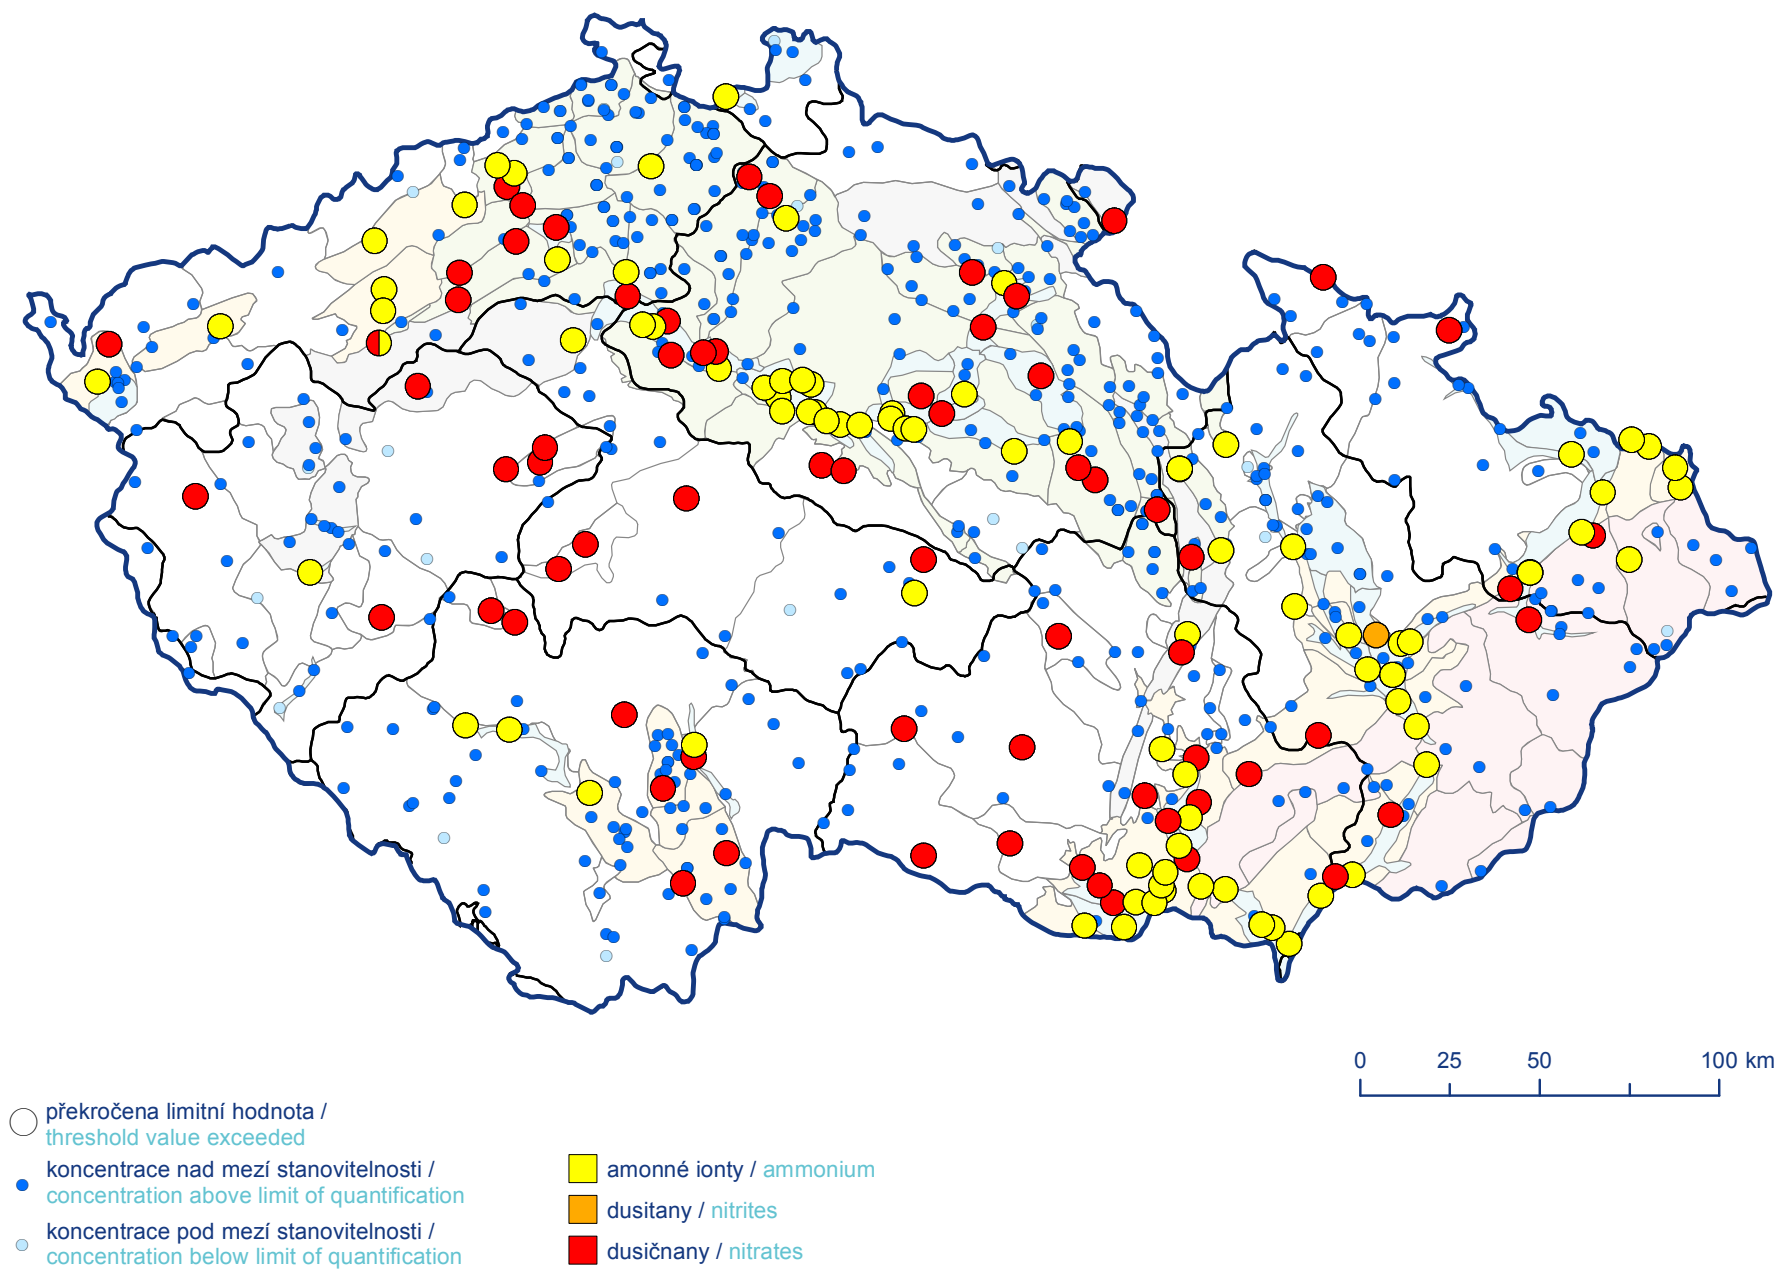 0 25 50 100 km
překročena limitní hodnota /
threshold value exceeded
koncentrace nad mezí stanovitelnosti /
concentration above limit of quantification
koncentrace pod mezí stanovitelnosti /
concentration below limit of quantification
amonné ionty / ammonium
dusitany / nitrites
dusičnany / nitrates